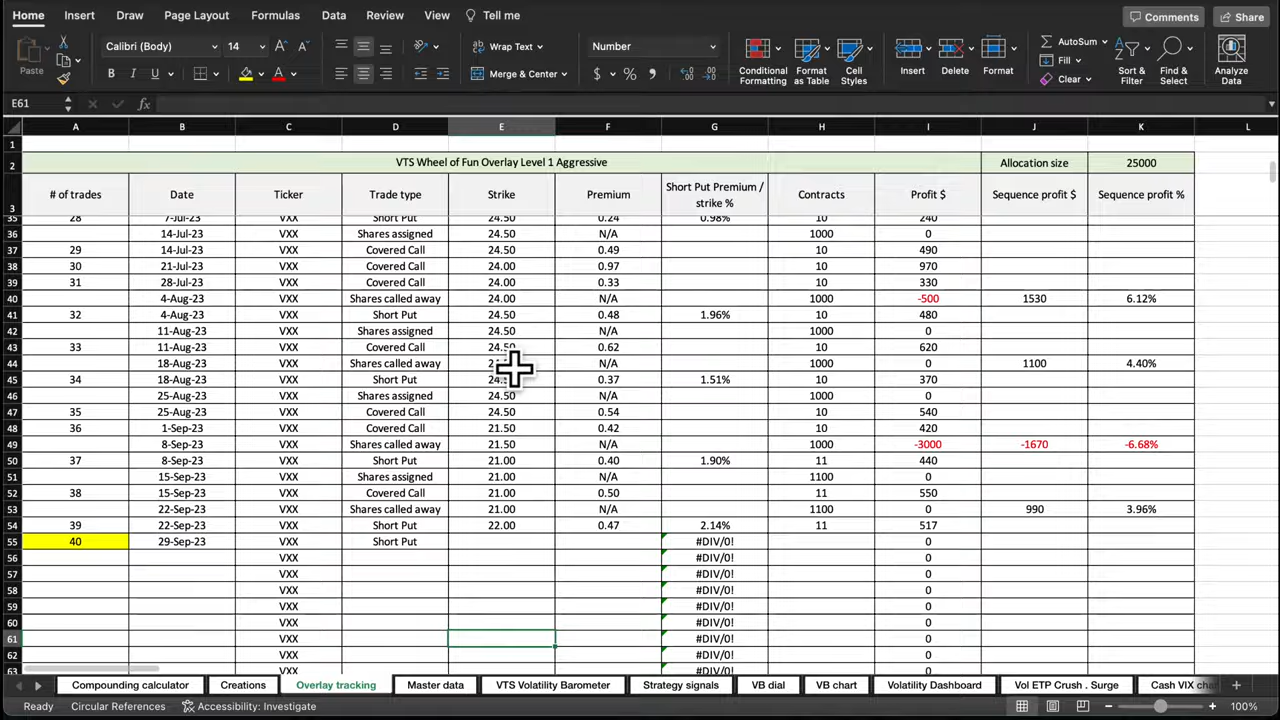 Home Insert Draw Page Layout Formulas Data Review View Tell me Comments Share
Paste Calibri (Body) 14 A A Wrap Text Number Conditional Formatting Format as Table Cell Styles Insert Delete Format AutoSum Fill Clear Sort & Filter Find & Select Analyze Data
B I U A Merge & Center $ %
E61 fx
A B C D E F G H I J K L
1
2 VTS Wheel of Fun Overlay Level 1 Aggressive Allocation size 25000
3 # of trades Date Ticker Trade type Strike Premium Short Put Premium / strike % Contracts Profit $ Sequence profit $ Sequence profit %
35 28 7-Jul-23 VXX Short Put 24.50 0.24 0.98% 10 240
36 14-Jul-23 VXX Shares assigned 24.50 N/A 1000 0
37 29 14-Jul-23 VXX Covered Call 24.50 0.49 10 490
38 30 21-Jul-23 VXX Covered Call 24.00 0.97 10 970
39 31 28-Jul-23 VXX Covered Call 24.00 0.33 10 330
40 4-Aug-23 VXX Shares called away 24.00 N/A 1000 -500 1530 6.12%
41 32 4-Aug-23 VXX Short Put 24.50 0.48 1.96% 10 480
42 11-Aug-23 VXX Shares assigned 24.50 N/A 1000 0
43 33 11-Aug-23 VXX Covered Call 24.50 0.62 10 620
44 18-Aug-23 VXX Shares called away N/A 1000 0 1100 4.40%
45 34 18-Aug-23 VXX Short Put 0.37 1.51% 10 370
46 25-Aug-23 VXX Shares assigned 24.50 N/A 1000 0
47 35 25-Aug-23 VXX Covered Call 24.50 0.54 10 540
48 36 1-Sep-23 VXX Covered Call 21.50 0.42 10 420
49 8-Sep-23 VXX Shares called away 21.50 N/A 1000 -3000 -1670 -6.68%
50 37 8-Sep-23 VXX Short Put 21.00 0.40 1.90% 11 440
51 15-Sep-23 VXX Shares assigned 21.00 N/A 1100 0
52 38 15-Sep-23 VXX Covered Call 21.00 0.50 11 550
53 22-Sep-23 VXX Shares called away 21.00 N/A 1100 0 990 3.96%
54 39 22-Sep-23 VXX Short Put 22.00 0.47 2.14% 11 517
55 40 29-Sep-23 VXX Short Put #DIV/0! 0
56 VXX #DIV/0! 0
57 VXX #DIV/0! 0
58 VXX #DIV/0! 0
59 VXX #DIV/0! 0
60 VXX #DIV/0! 0
61 VXX #DIV/0! 0
62 VXX #DIV/0! 0
63 VXX #DIV/0! 0
Compounding calculator Creations Overlay tracking Master data VTS Volatility Barometer Strategy signals VB dial VB chart Volatility Dashboard Vol ETP Crush . Surge Cash VIX
Ready Circular References Accessibility: Investigate 100%